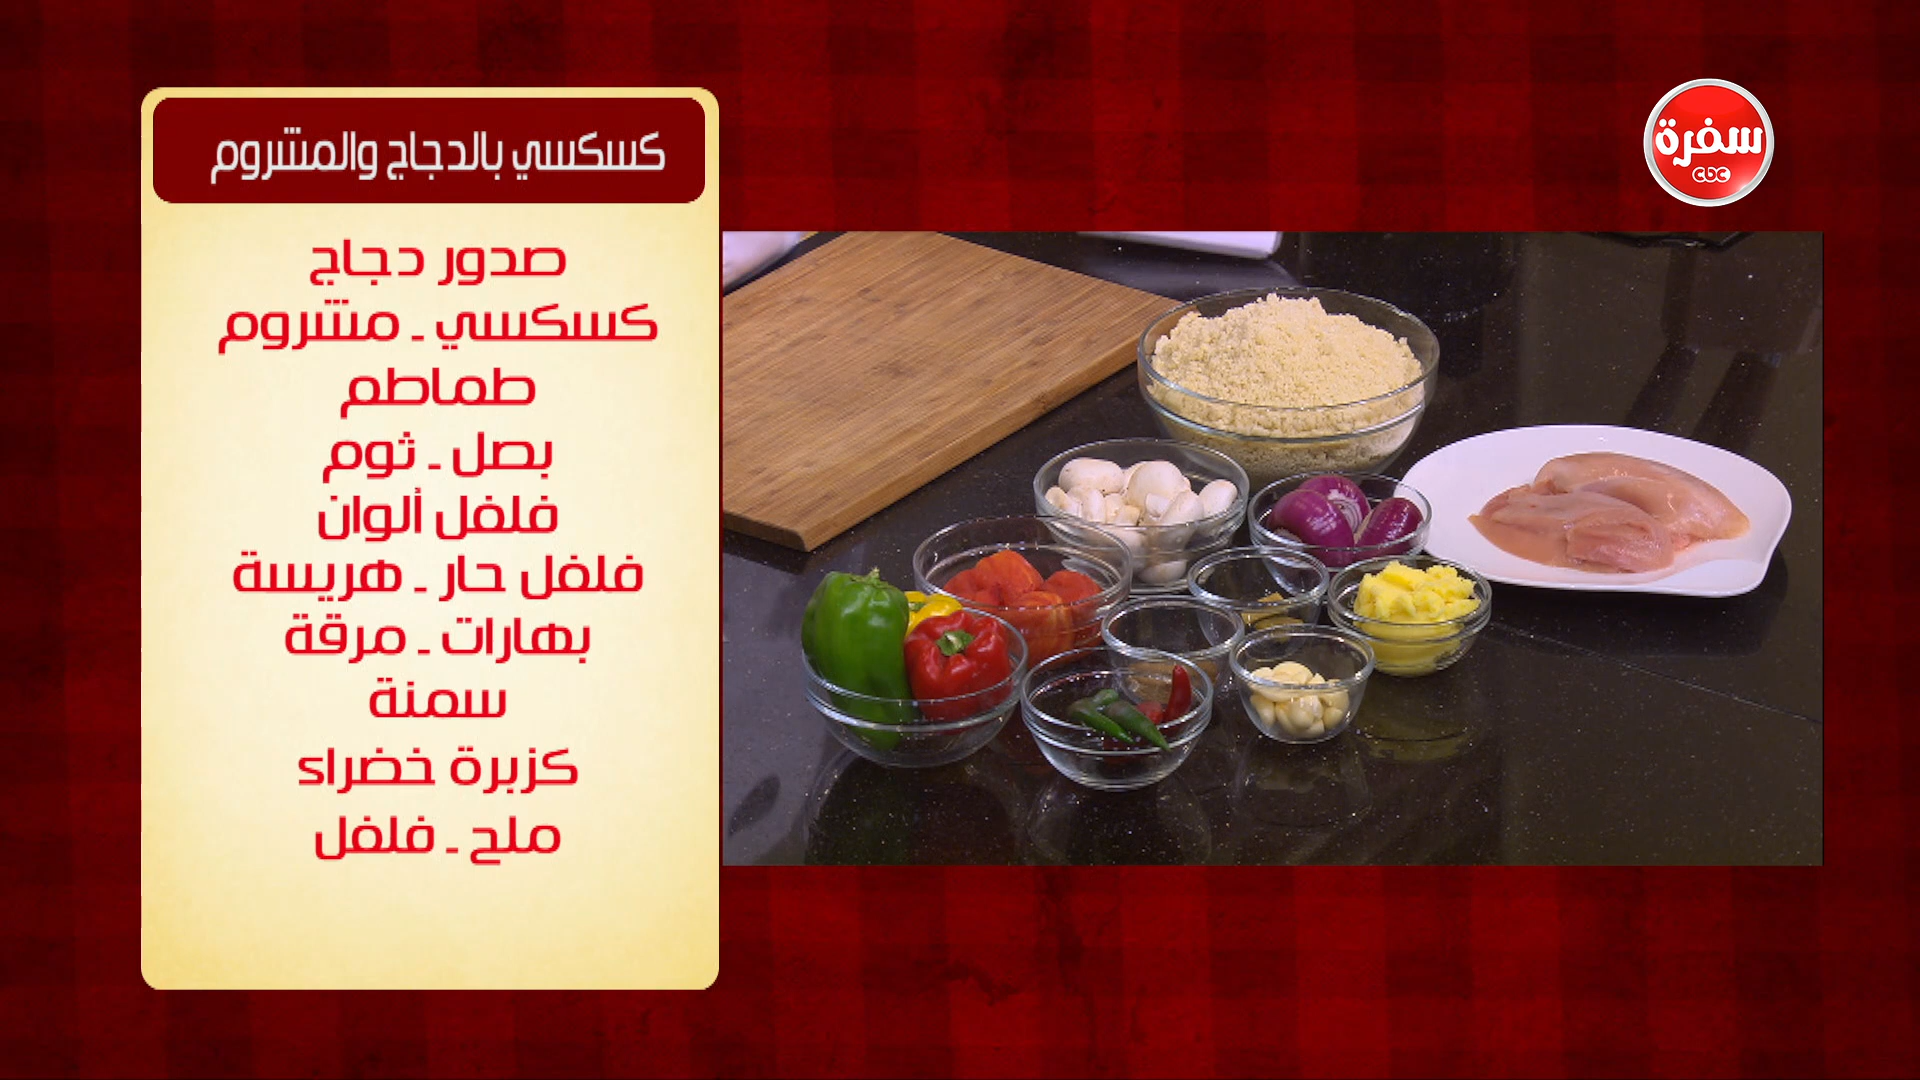 كسكسي بالدجاج والمشروم
صدور دجاج
كسكسي - مشروم
طماطم
بصل - ثوم
فلفل ألوان
فلفل حار - هريسة
بهارات - مرقة
سمنة
كزبرة خضراء
ملح - فلفل
سفرة
cbc